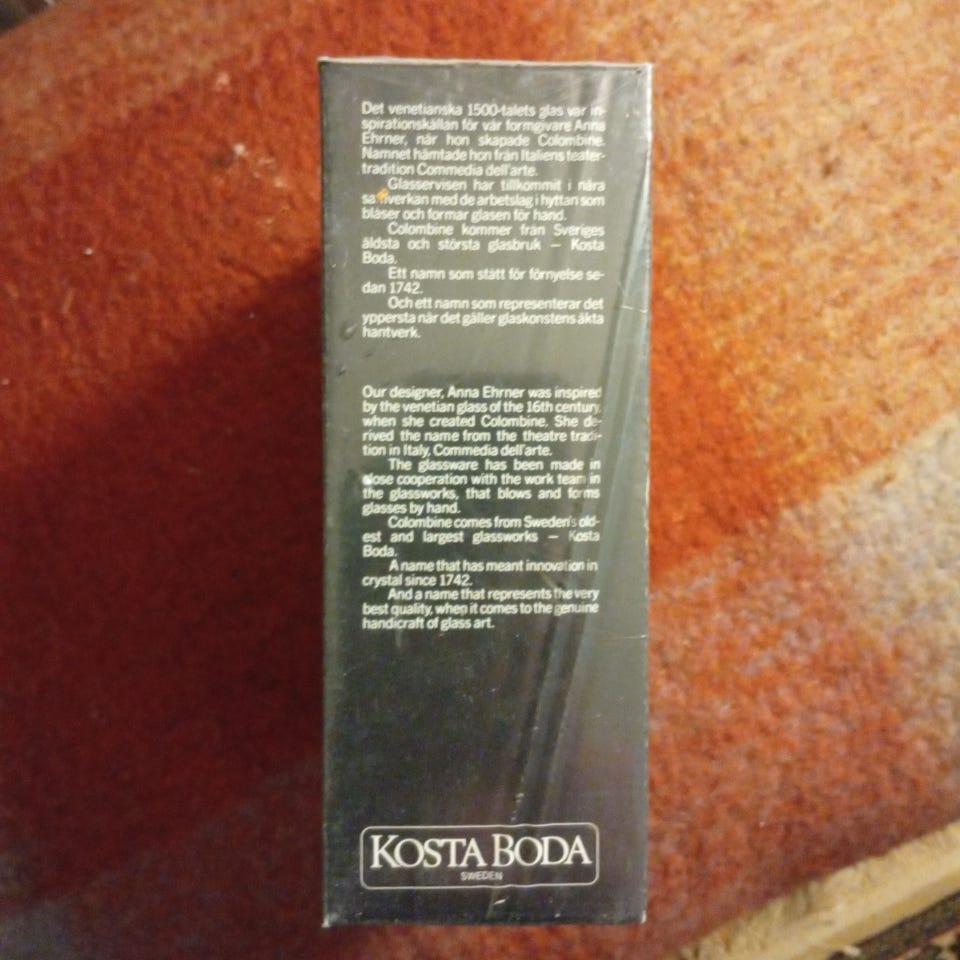 Det venetianska 1500-talets glas var in-
spirationskällan för vår formgivare Anna
Ehrner, när hon skapade Colombine.
Namnet hämtade hon från Italiens teater-
tradition Commedia dell'arte.
Glasservisen har tillkommit i nära
samverkan med de arbetslag i hyttan som
blåser och formar glasen för hand.
Colombine kommer från Sveriges
äldsta och största glasbruk – Kosta
Boda.
Ett namn som stått för förnyelse se-
dan 1742.
Och ett namn som representerar det
yppersta när det gäller glaskonstens äkta
hantverk.
Our designer, Anna Ehrner was inspired
by the venetian glass of the 16th century,
when she created Colombine. She de-
rived the name from the theatre tradi-
tion in Italy, Commedia dell'arte.
The glassware has been made in
close cooperation with the work team in
the glassworks, that blows and forms
glasses by hand.
Colombine comes from Sweden's old-
est and largest glassworks – Kosta
Boda.
A name that has meant innovation in
crystal since 1742.
And a name that represents the very
best quality, when it comes to the genuine
handicraft of glass art.
KOSTA BODA
SWEDEN